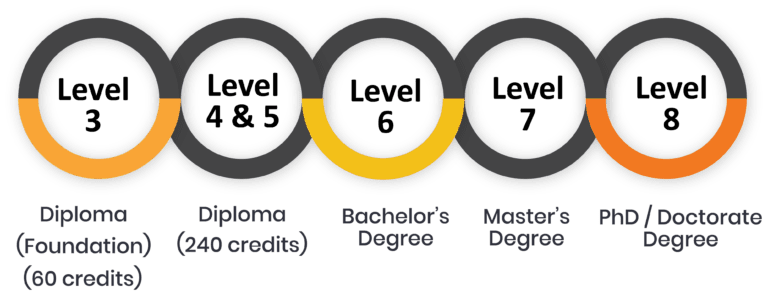 Level
3
Level
4 & 5
Level
6
Level
7
Level
8
Diploma
(Foundation)
(60 credits)
Diploma
(240 credits)
Bachelor's
Degree
Master's
Degree
PhD / Doctorate
Degree